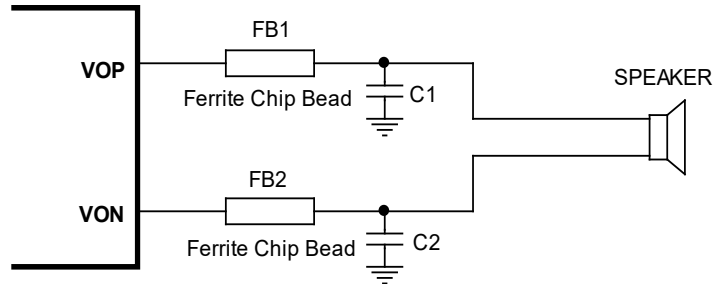 FB1
VOP
SPEAKER
Ferrite Chip Bead
C1
FB2
VON
Ferrite Chip Bead
C2